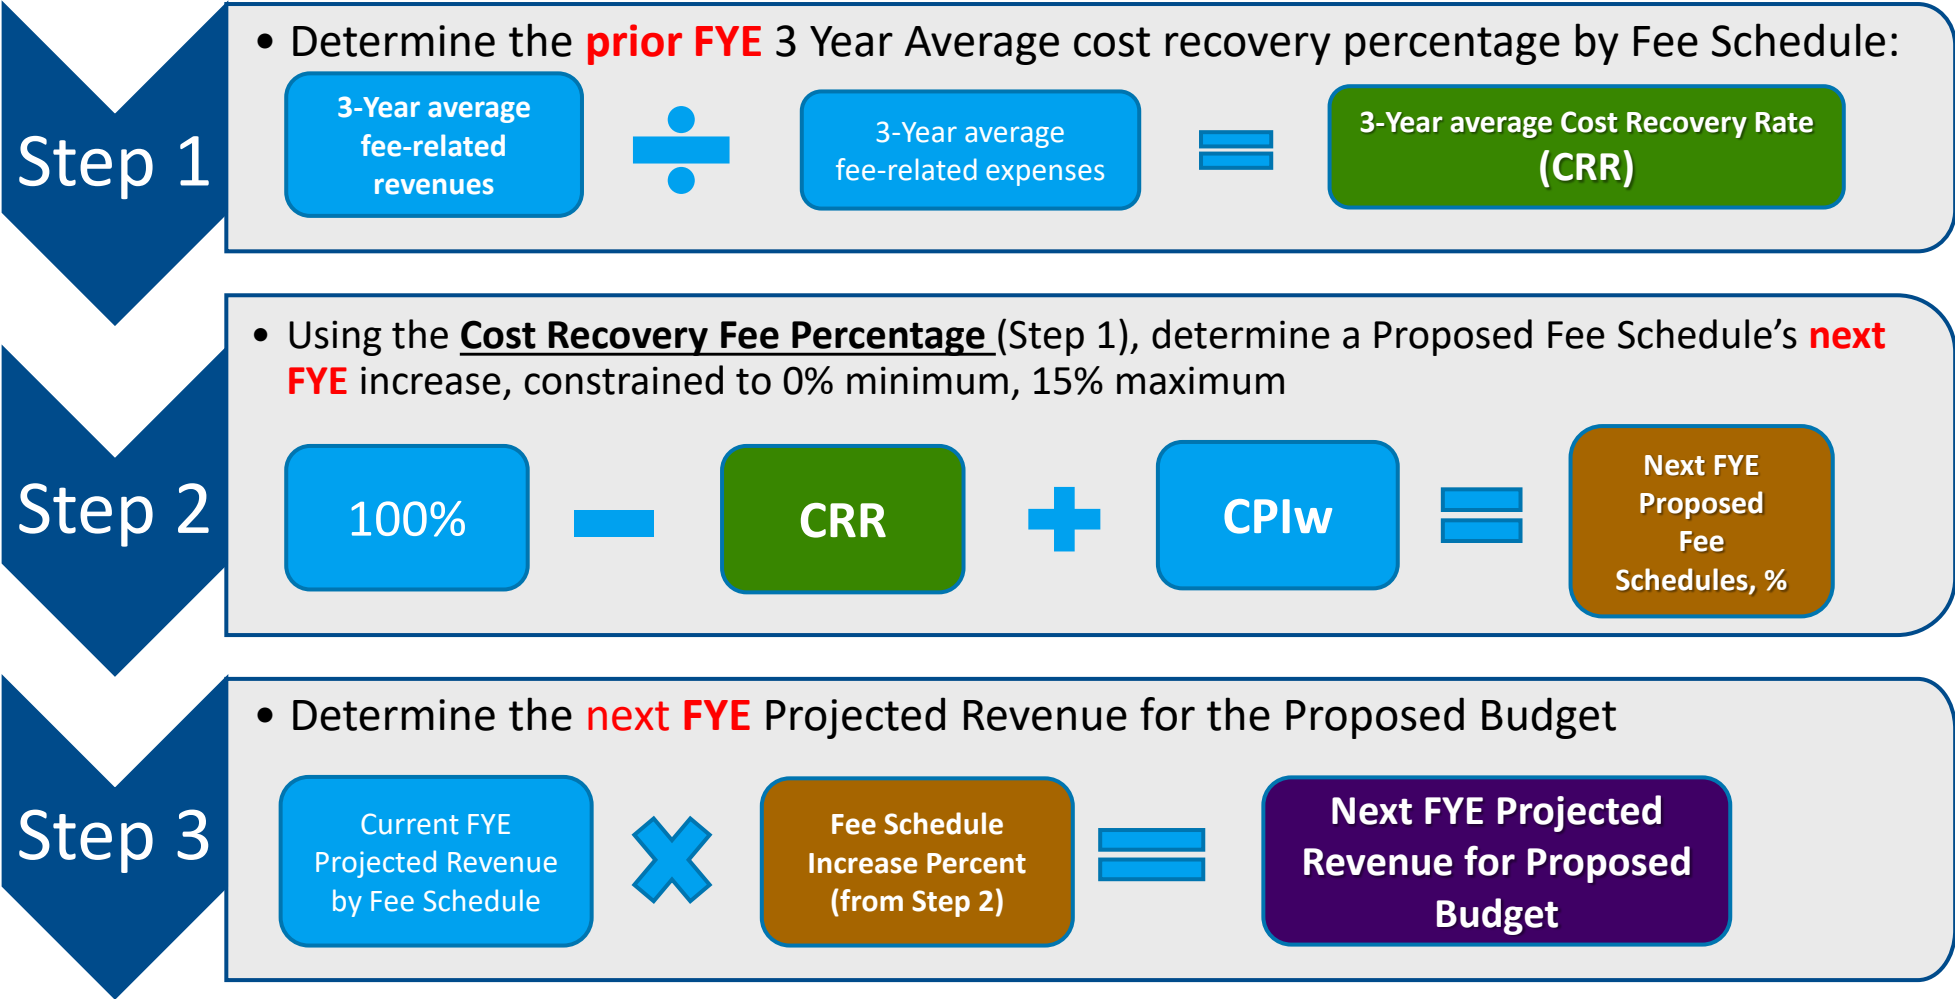 Step 1
• Determine the prior FYE 3 Year Average cost recovery percentage by Fee Schedule:
3-Year average
fee-related
revenues
3-Year average
fee-related expenses
3-Year average Cost Recovery Rate
(CRR)
Step 2
• Using the Cost Recovery Fee Percentage (Step 1), determine a Proposed Fee Schedule’s next
FYE increase, constrained to 0% minimum, 15% maximum
100%
CRR
CPIw
Next FYE
Proposed
Fee
Schedules, %
Step 3
• Determine the next FYE Projected Revenue for the Proposed Budget
Current FYE
Projected Revenue
by Fee Schedule
Fee Schedule
Increase Percent
(from Step 2)
Next FYE Projected
Revenue for Proposed
Budget